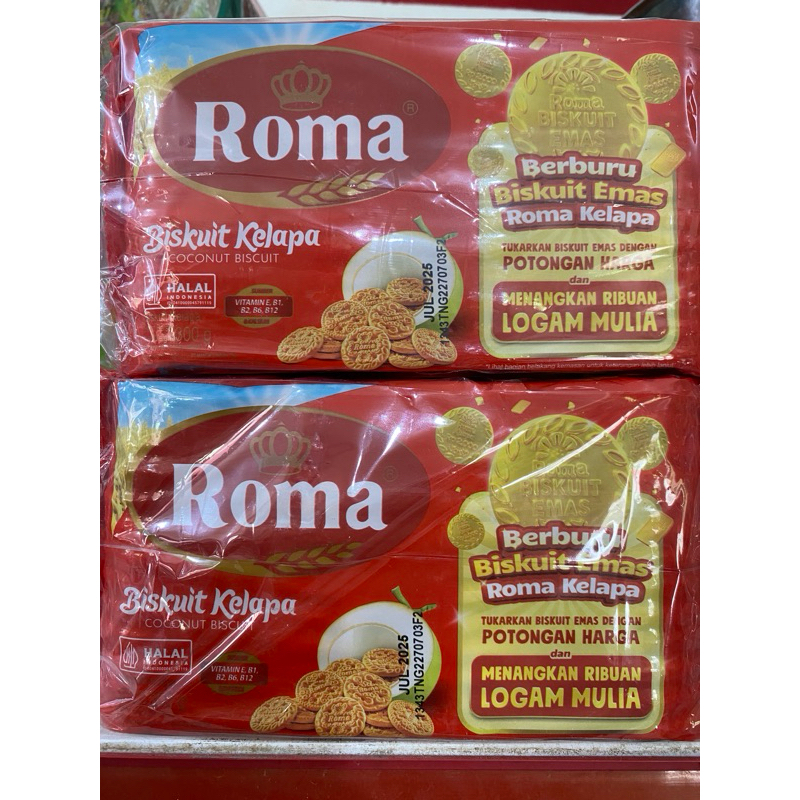 Roma
®
Biskuit Kelapa
COCONUT BISCUIT
HALAL
INDONESIA
VITAMIN E, B1,
B2, B6, B12
JUL 2025
1343TNG2270703F2
Roma
BISKUIT
EMAS
Berburu
Biskuit Emas
Roma Kelapa
TUKARKAN BISKUIT EMAS DENGAN
POTONGAN HARGA
dan
MENANGKAN RIBUAN
LOGAM MULIA
Roma
Biskuit Kelapa
COCONUT BISCUIT
HALAL
INDONESIA
VITAMIN E, B1,
B2, B6, B12
JUL 2025
1343TNG2270703F2
Roma
BISKUIT
EMAS
Berburu
Biskuit Emas
Roma Kelapa
TUKARKAN BISKUIT EMAS DENGAN
POTONGAN HARGA
dan
MENANGKAN RIBUAN
LOGAM MULIA